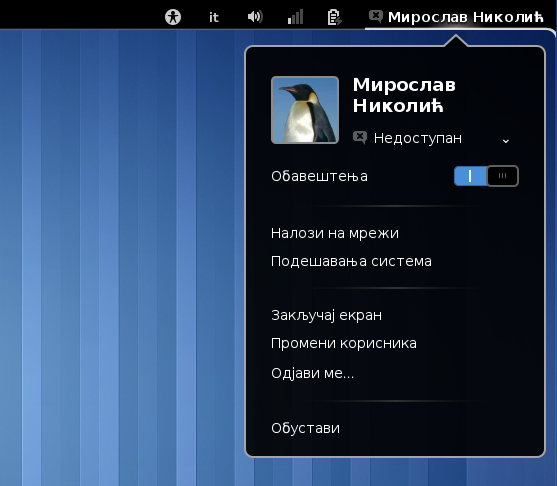 it
Мирослав Николић
Мирослав
Николић
Недоступан
Обавештења
Налози на мрежи
Подешавања система
Закључај екран
Промени корисника
Одјави ме...
Обустави